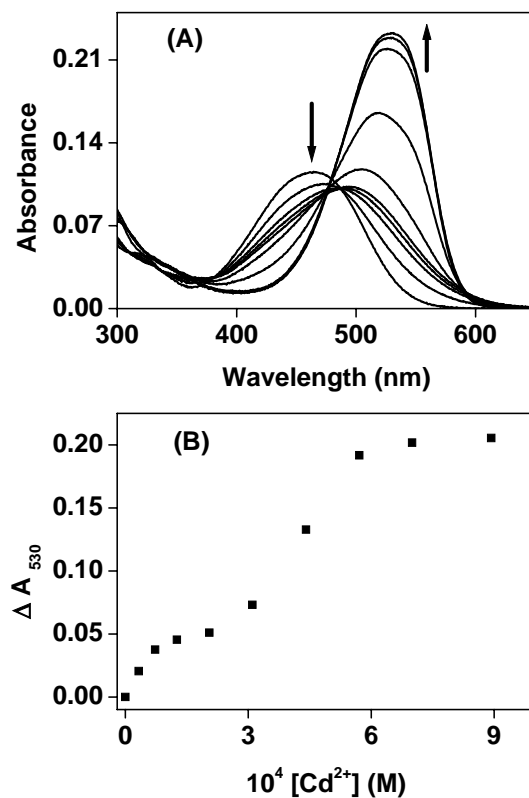 (A)
0.21
0.14
0.07
0.00
Absorbance
300 400 500 600
Wavelength (nm)
(B)
0.20
0.15
0.10
0.05
0.00
Δ A 530
0 3 6 9
10⁴ [Cd²⁺] (M)